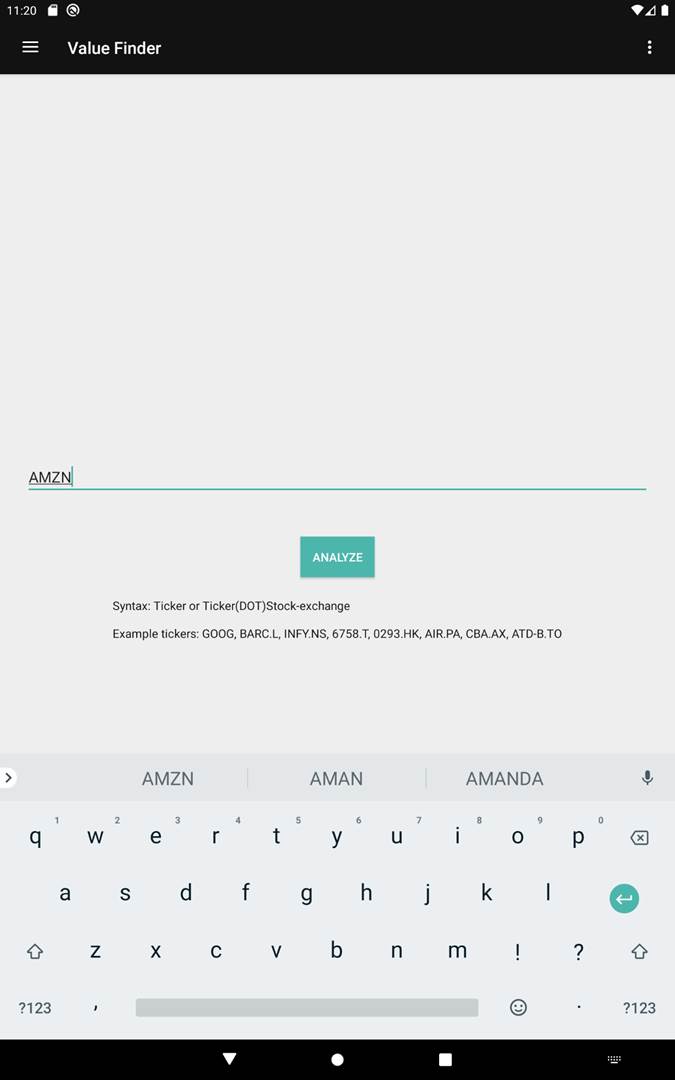 11:20
Value Finder
AMZN
ANALYZE
Syntax: Ticker or Ticker(DOT)Stock-exchange
Example tickers: GOOG, BARC.L, INFY.NS, 6758.T, 0293.HK, AIR.PA, CBA.AX, ATD-B.TO
AMZN AMAN AMANDA
1 2 3 4 5 6 7 8 9 0
q w e r t y u i o p
a s d f g h j k l
z x c v b n m ! ?
?123 , . ?123